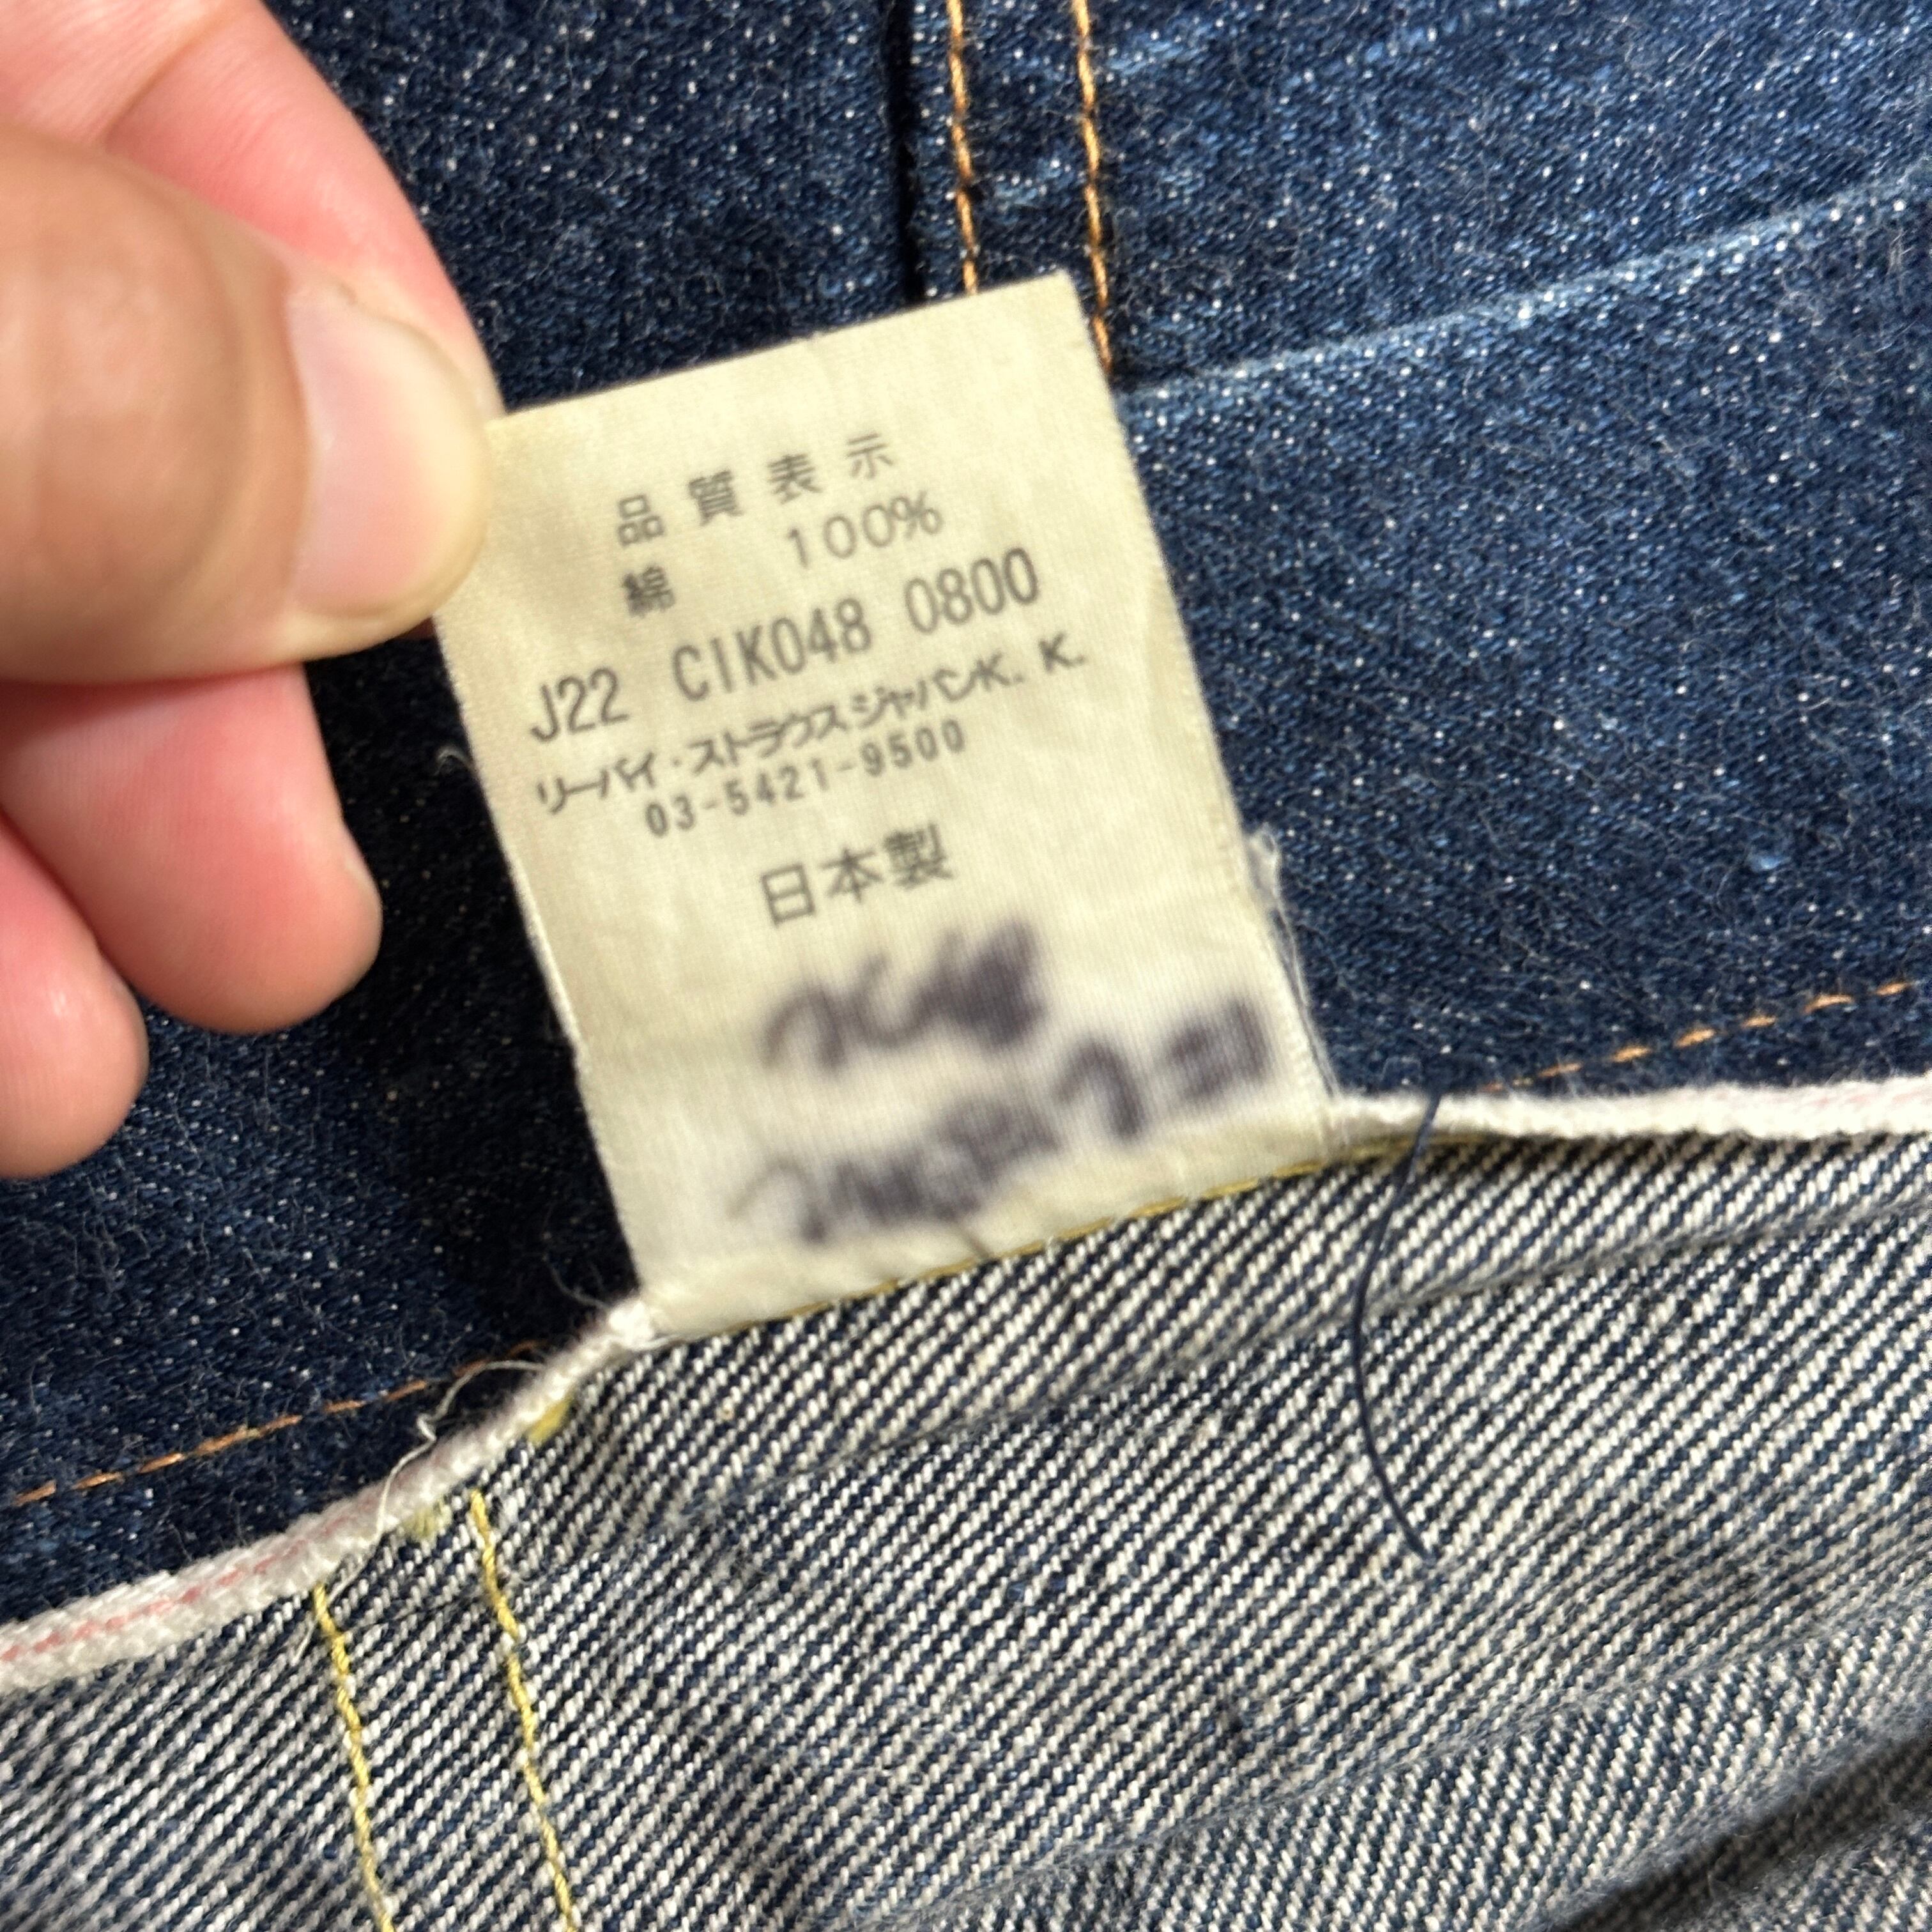 品質表示
綿 100%
J22 C1K048 0800
リーバイ・ストラウスジャパンK.K.
03-5421-9500
日本製